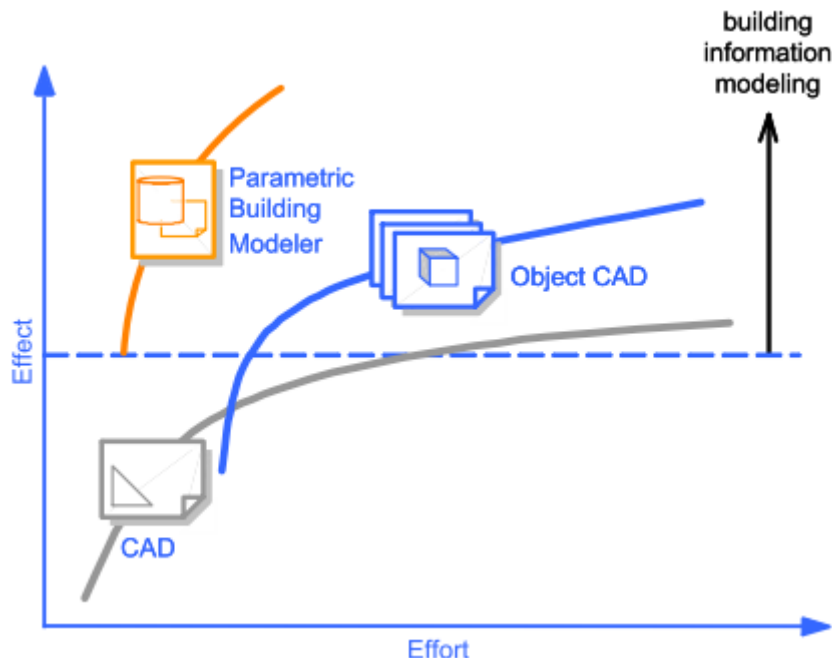 building
information
modeling
Parametric
Building
Modeler
Object CAD
Effect
CAD
Effort